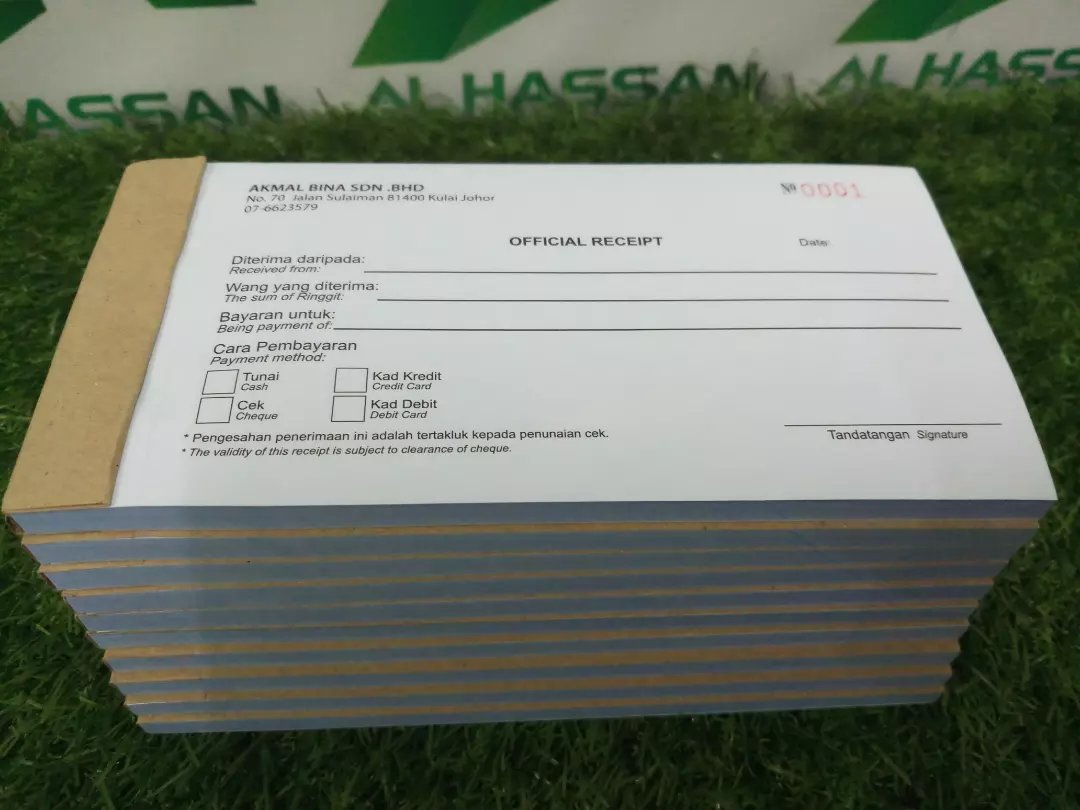 ASSAN AL HASSAN AL HASS
AKMAL BINA SDN .BHD
No. 70 Jalan Sulaiman 81400 Kulai Johor
07-6623579
Nº 0001
OFFICIAL RECEIPT
Date:
Diterima daripada:
Received from:
Wang yang diterima:
The sum of Ringgit:
Bayaran untuk:
Being payment of:
Cara Pembayaran
Payment method:
Tunai
Cash
Kad Kredit
Credit Card
Cek
Cheque
Kad Debit
Debit Card
* Pengesahan penerimaan ini adalah tertakluk kepada penunaian cek.
* The validity of this receipt is subject to clearance of cheque.
Tandatangan Signature